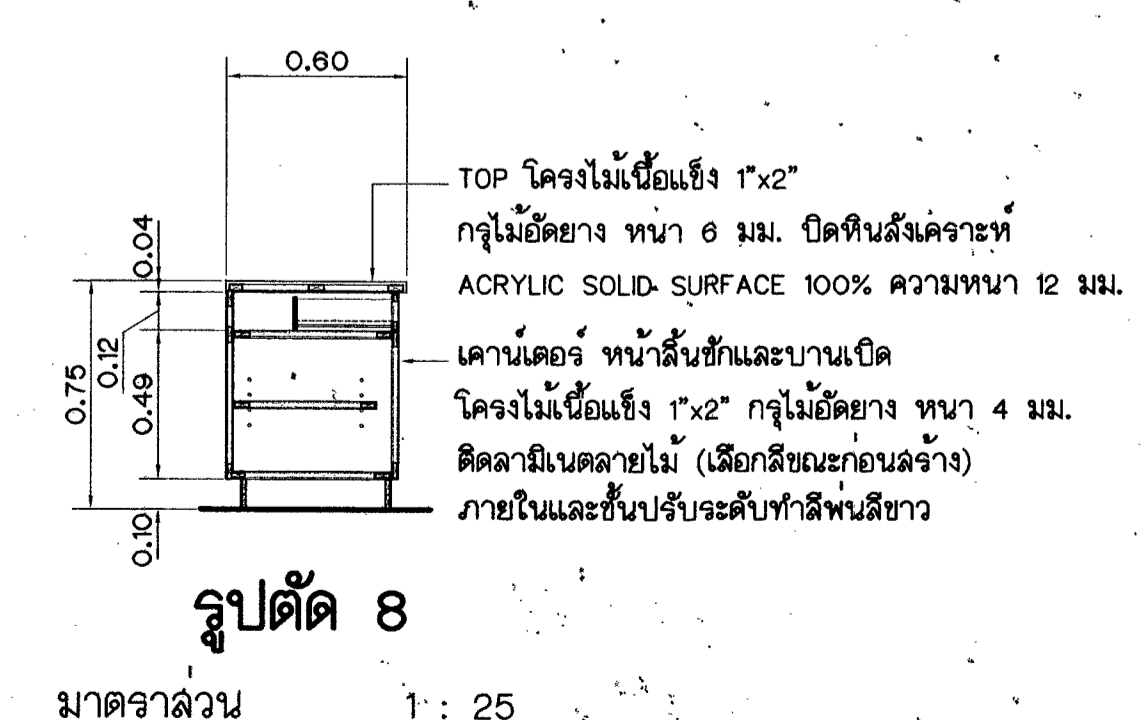 0.60
TOP โครงไม้เนื้อแข็ง 1"x2"
กรุไม้อัดยาง หนา 6 มม. ปิดหินสังเคราะห์
ACRYLIC SOLID SURFACE 100% ความหนา 12 มม.
0.04
0.12
0.75
0.49
0.10
เคาน์เตอร์ หน้าลิ้นชักและบานเปิด
โครงไม้เนื้อแข็ง 1"x2" กรุไม้อัดยาง หนา 4 มม.
ติดลามิเนตลายไม้ (เลือกสีขณะก่อนสร้าง)
ภายในและชั้นปรับระดับทำสีพ่นสีขาว
รูปตัด 8
มาตราส่วน 1 : 25